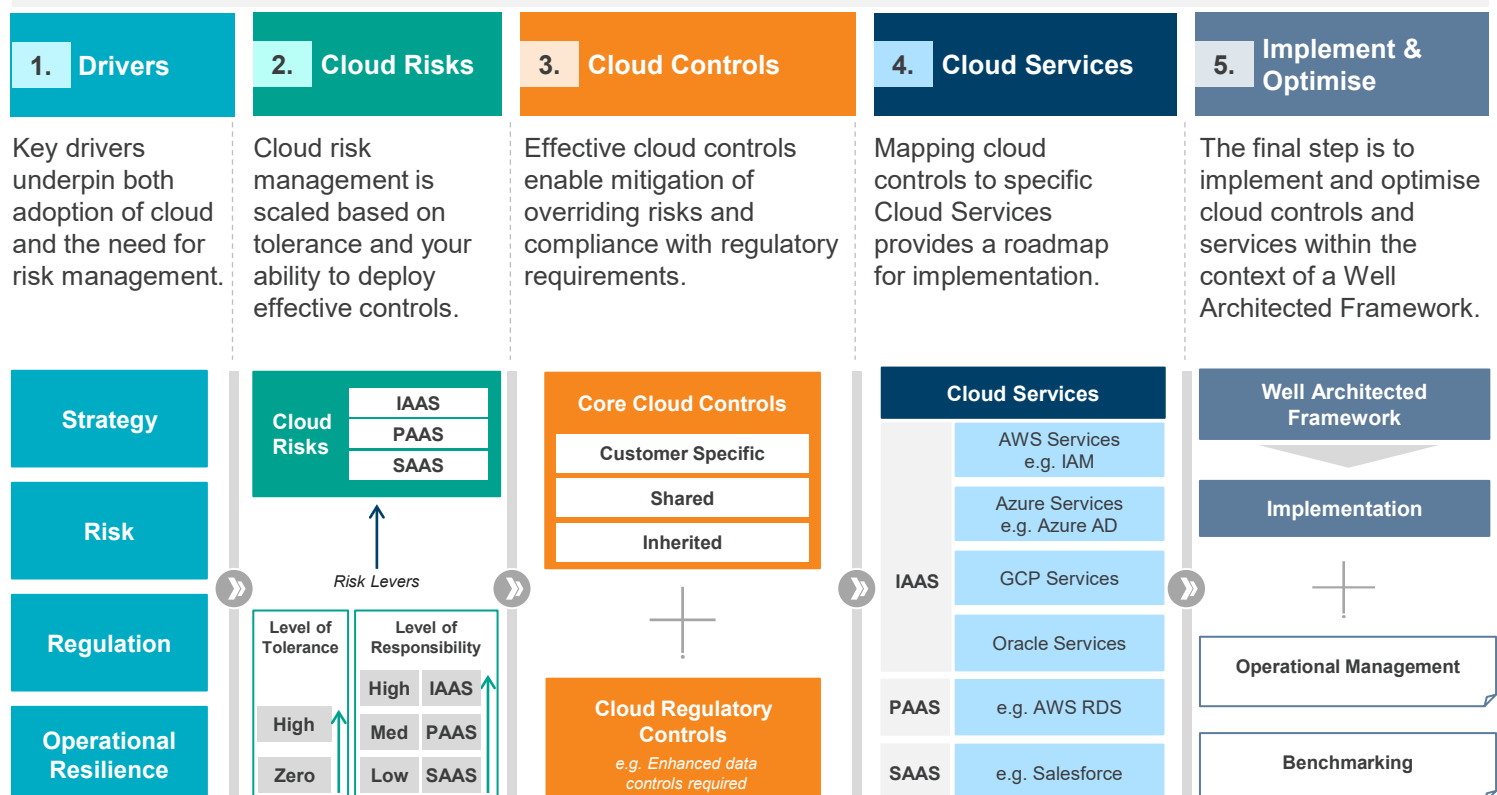 1. Drivers
2. Cloud Risks
3. Cloud Controls
4. Cloud Services
5. Implement &
Optimise
Key drivers
underpin both
adoption of cloud
and the need for
risk management.
Cloud risk
management is
scaled based on
tolerance and your
ability to deploy
effective controls.
Effective cloud controls
enable mitigation of
overriding risks and
compliance with regulatory
requirements.
Mapping cloud
controls to specific
Cloud Services
provides a roadmap
for implementation.
The final step is to
implement and optimise
cloud controls and
services within the
context of a Well
Architected Framework.
Strategy
Risk
Regulation
Operational
Resilience
Cloud
Risks
IAAS
PAAS
SAAS
Risk Levers
Level of
Tolerance
High
Zero
Level of
Responsibility
High IAAS
Med PAAS
Low SAAS
Core Cloud Controls
Customer Specific
Shared
Inherited
Cloud Regulatory
Controls
e.g. Enhanced data
controls required
Cloud Services
IAAS
AWS Services
e.g. IAM
Azure Services
e.g. Azure AD
GCP Services
Oracle Services
PAAS
e.g. AWS RDS
SAAS
e.g. Salesforce
Well Architected
Framework
Implementation
Operational Management
Benchmarking